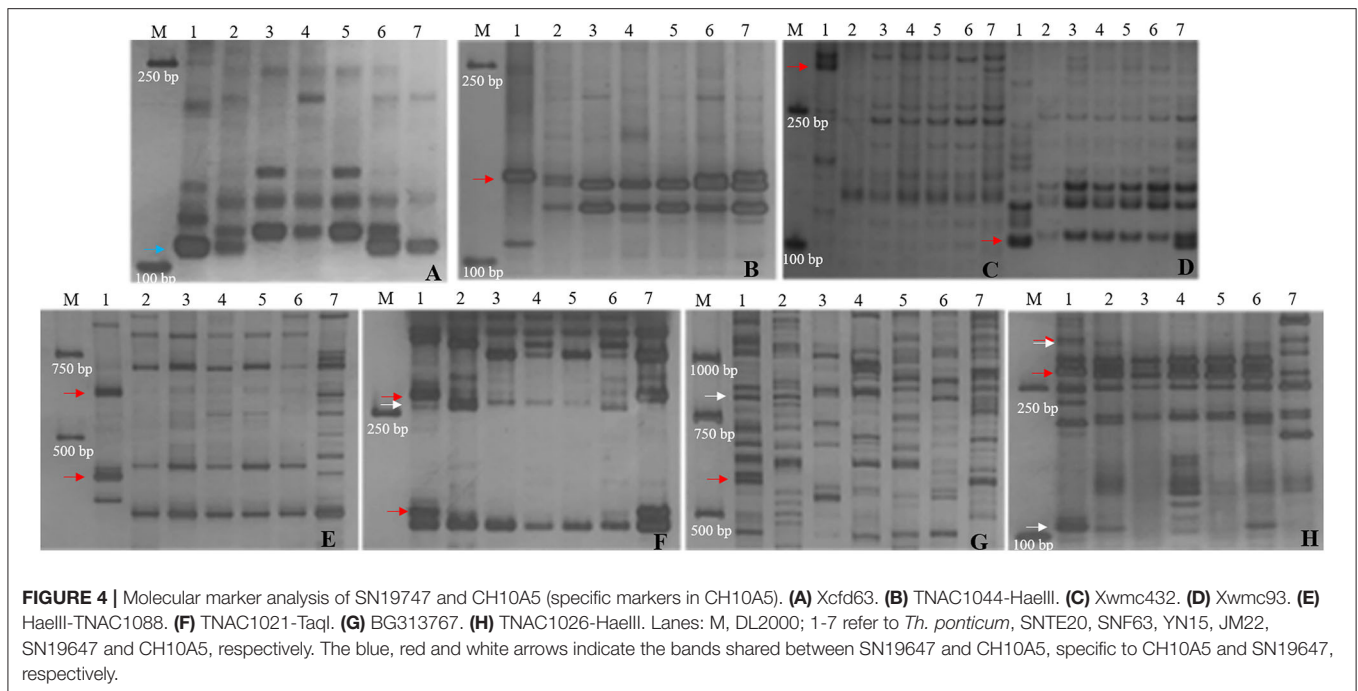 M 1 2 3 4 5 6 7 M 1 2 3 4 5 6 7 M 1 2 3 4 5 6 7 1 2 3 4 5 6 7
250 bp
100 bp
A
250 bp
100 bp
B
250 bp
100 bp
C
D
M 1 2 3 4 5 6 7 M 1 2 3 4 5 6 7 M 1 2 3 4 5 6 7 M 1 2 3 4 5 6 7
750 bp
500 bp
E
250 bp
F
1000 bp
750 bp
500 bp
G
250 bp
100 bp
H
FIGURE 4 | Molecular marker analysis of SN19747 and CH10A5 (specific markers in CH10A5). (A) Xcfd63. (B) TNAC1044-HaeIII. (C) Xwmc432. (D) Xwmc93. (E)
HaeIII-TNAC1088. (F) TNAC1021-TaqI. (G) BG313767. (H) TNAC1026-HaeIII. Lanes: M, DL2000; 1-7 refer to Th. ponticum, SNTE20, SNF63, YN15, JM22,
SN19647 and CH10A5, respectively. The blue, red and white arrows indicate the bands shared between SN19647 and CH10A5, specific to CH10A5 and SN19647,
respectively.